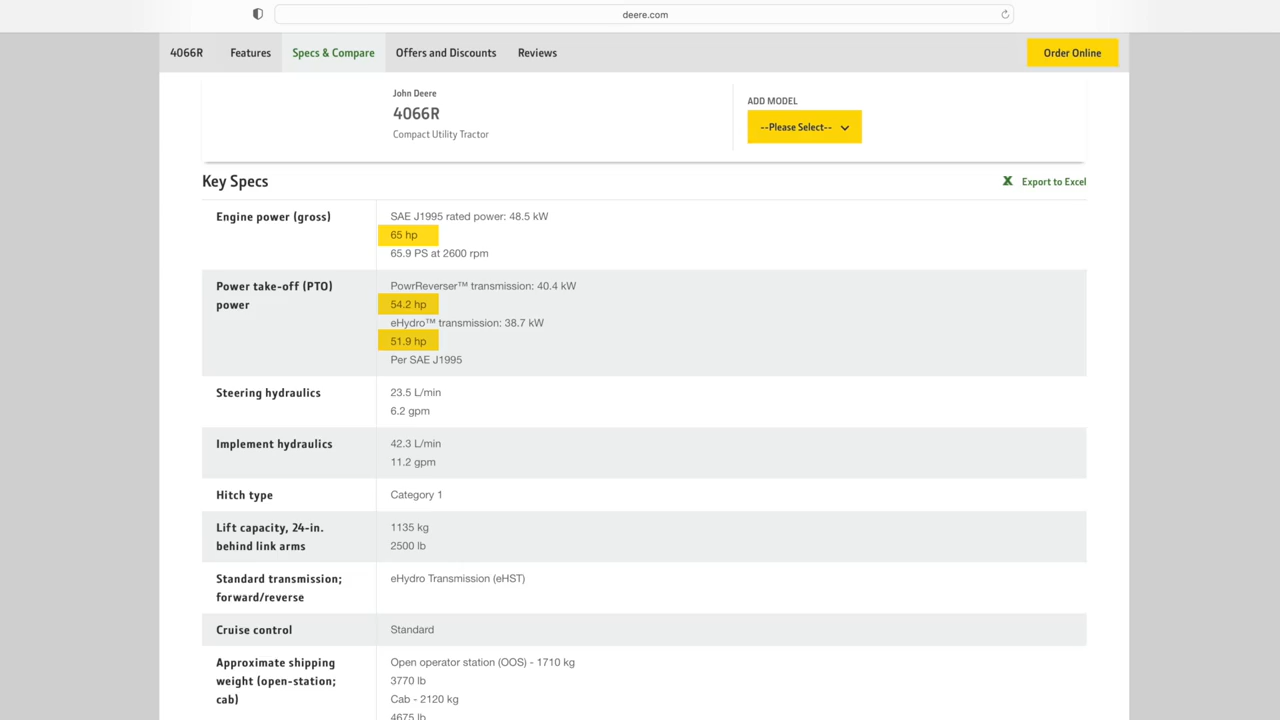 deere.com
4066R
Features
Specs & Compare
Offers and Discounts
Reviews
Order Online
John Deere
4066R
Compact Utility Tractor
ADD MODEL
--Please Select--
Key Specs
Export to Excel
Engine power (gross)
SAE J1995 rated power: 48.5 kW
65 hp
65.9 PS at 2600 rpm
Power take-off (PTO)
power
PowrReverser™ transmission: 40.4 kW
54.2 hp
eHydro™ transmission: 38.7 kW
51.9 hp
Per SAE J1995
Steering hydraulics
23.5 L/min
6.2 gpm
Implement hydraulics
42.3 L/min
11.2 gpm
Hitch type
Category 1
Lift capacity, 24-in.
behind link arms
1135 kg
2500 lb
Standard transmission;
forward/reverse
eHydro Transmission (eHST)
Cruise control
Standard
Approximate shipping
weight (open-station;
cab)
Open operator station (OOS) - 1710 kg
3770 lb
Cab - 2120 kg
4675 lb